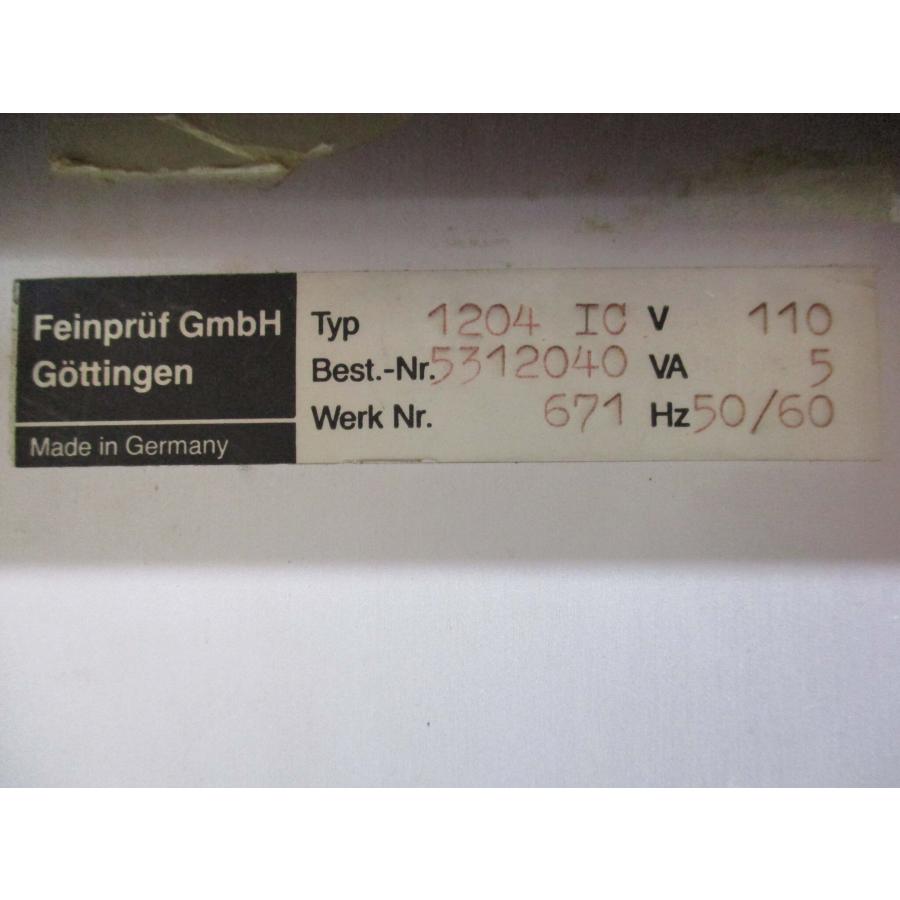 Feinprüf GmbH
Göttingen
Made in Germany
Typ 1204 IC V 110
Best.-Nr. 5312040 VA 5
Werk Nr. 671 Hz 50/60